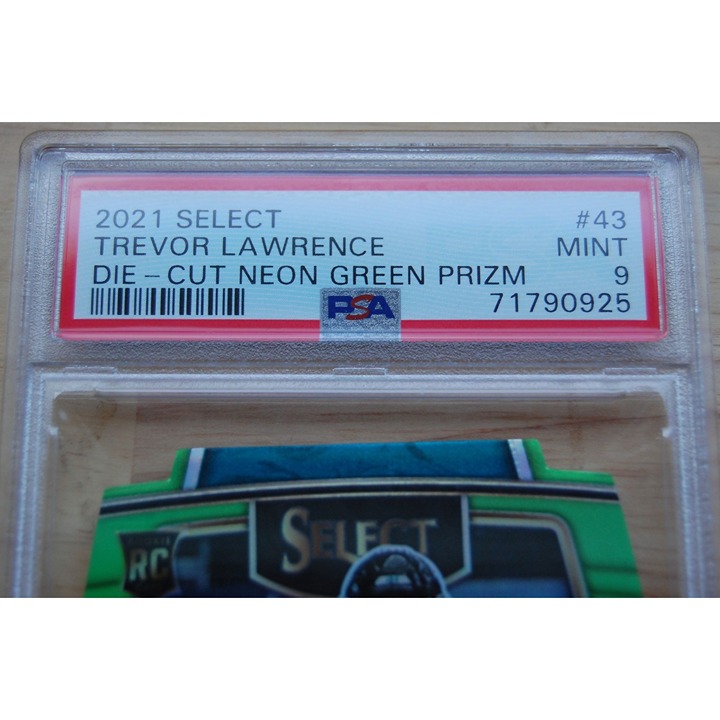 2021 SELECT #43
TREVOR LAWRENCE MINT
DIE-CUT NEON GREEN PRIZM 9
PSA 71790925
SELECT
RC